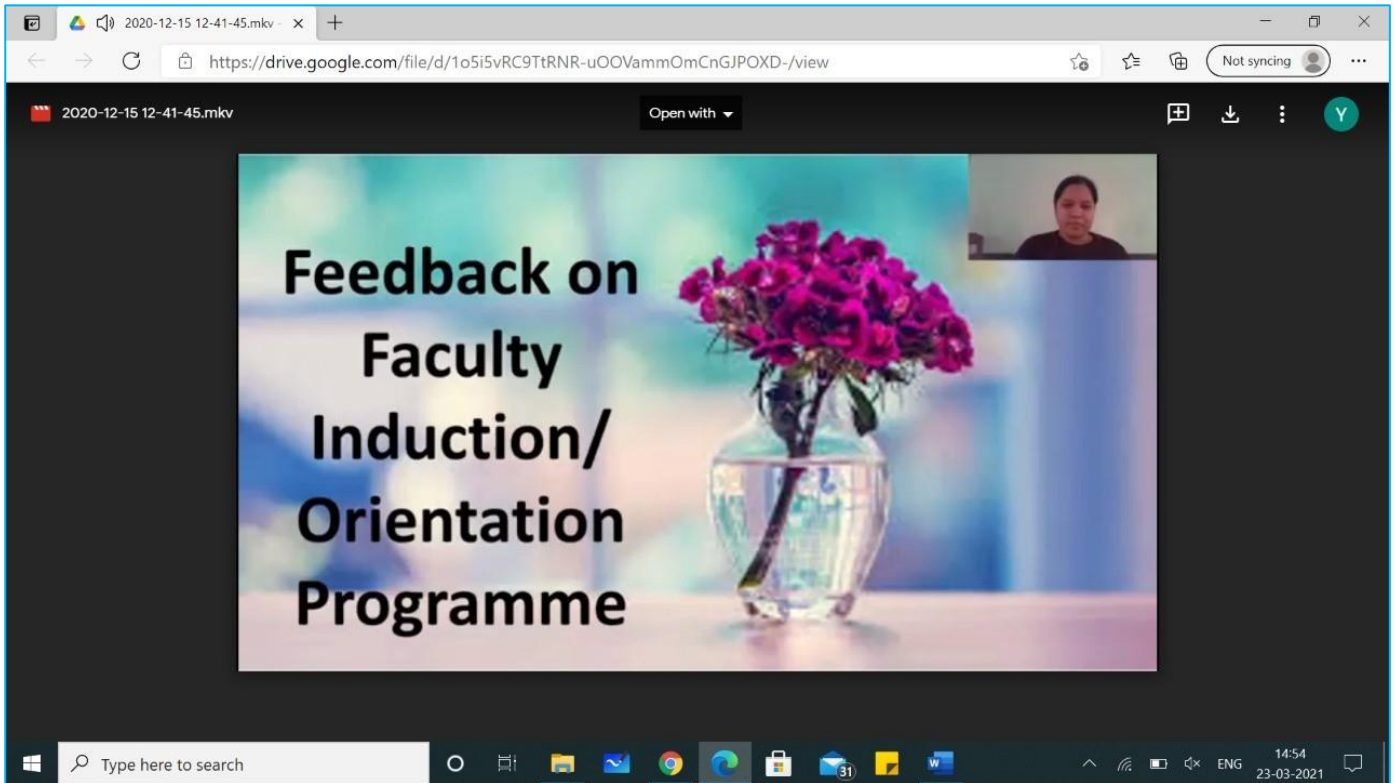 2020-12-15 12-41-45.mkv -
https://drive.google.com/file/d/1o5i5vRC9TtRNR-uOOVammOmCnGJPOXD-/view
Not syncing
2020-12-15 12-41-45.mkv
Open with
Y
Feedback on
Faculty
Induction/
Orientation
Programme
Type here to search
31
W
ENG
14:54
23-03-2021